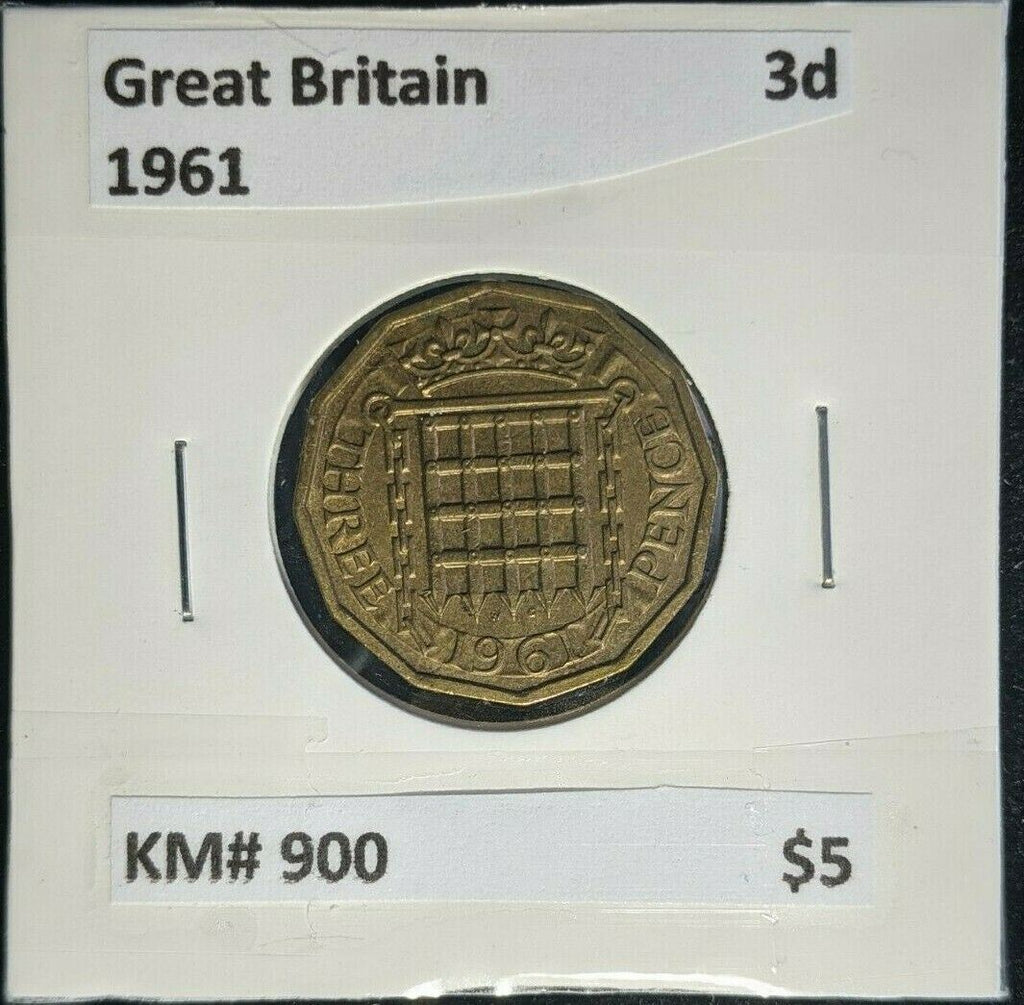 Great Britain 3d
1961
THREE PENCE
1961
KM# 900 $5